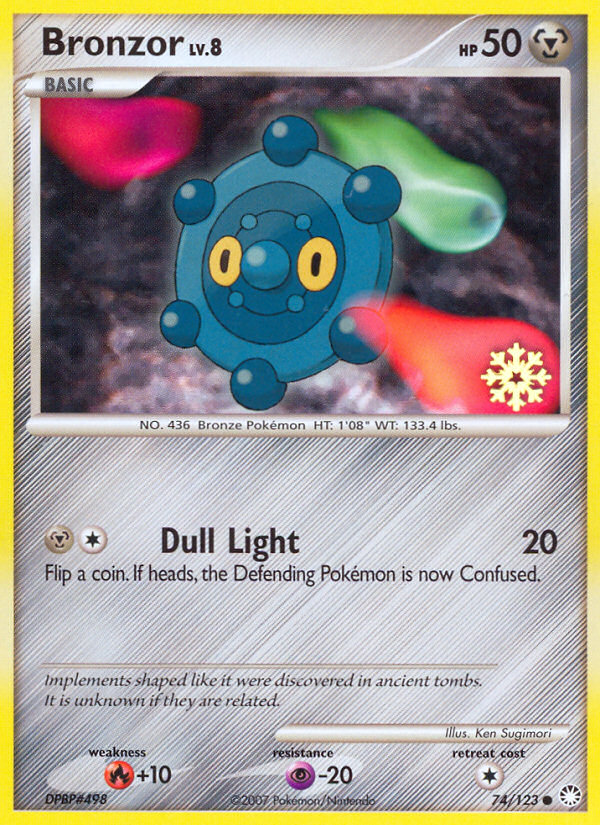 Bronzor LV.8
HP 50
BASIC
NO. 436 Bronze Pokémon HT: 1'08" WT: 133.4 lbs.
Dull Light 20
Flip a coin. If heads, the Defending Pokémon is now Confused.
Implements shaped like it were discovered in ancient tombs.
It is unknown if they are related.
Illus. Ken Sugimori
weakness resistance retreat cost
+10 -20
DPBP#498 ©2007 Pokémon/Nintendo 74/123